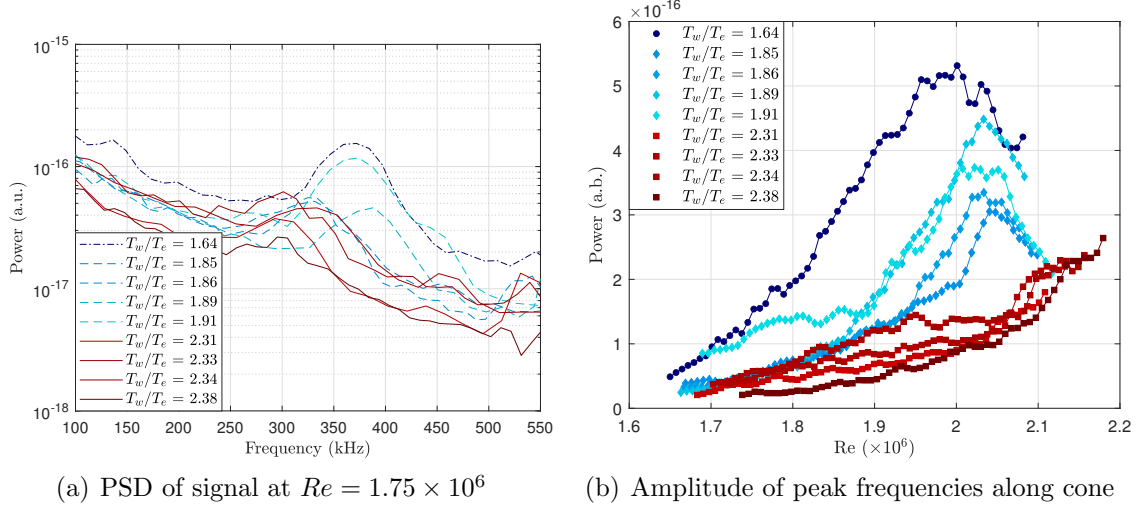 10^-15
10^-16
10^-17
10^-18
Power (a.u.)
T_w/T_e = 1.64
T_w/T_e = 1.85
T_w/T_e = 1.86
T_w/T_e = 1.89
T_w/T_e = 1.91
T_w/T_e = 2.31
T_w/T_e = 2.33
T_w/T_e = 2.34
T_w/T_e = 2.38
100 150 200 250 300 350 400 450 500 550
Frequency (kHz)
(a) PSD of signal at Re = 1.75 × 10^6
×10^-16
6
5
4
3
2
1
0
Power (a.b.)
T_w/T_e = 1.64
T_w/T_e = 1.85
T_w/T_e = 1.86
T_w/T_e = 1.89
T_w/T_e = 1.91
T_w/T_e = 2.31
T_w/T_e = 2.33
T_w/T_e = 2.34
T_w/T_e = 2.38
1.6 1.7 1.8 1.9 2 2.1 2.2
Re (×10^6)
(b) Amplitude of peak frequencies along cone